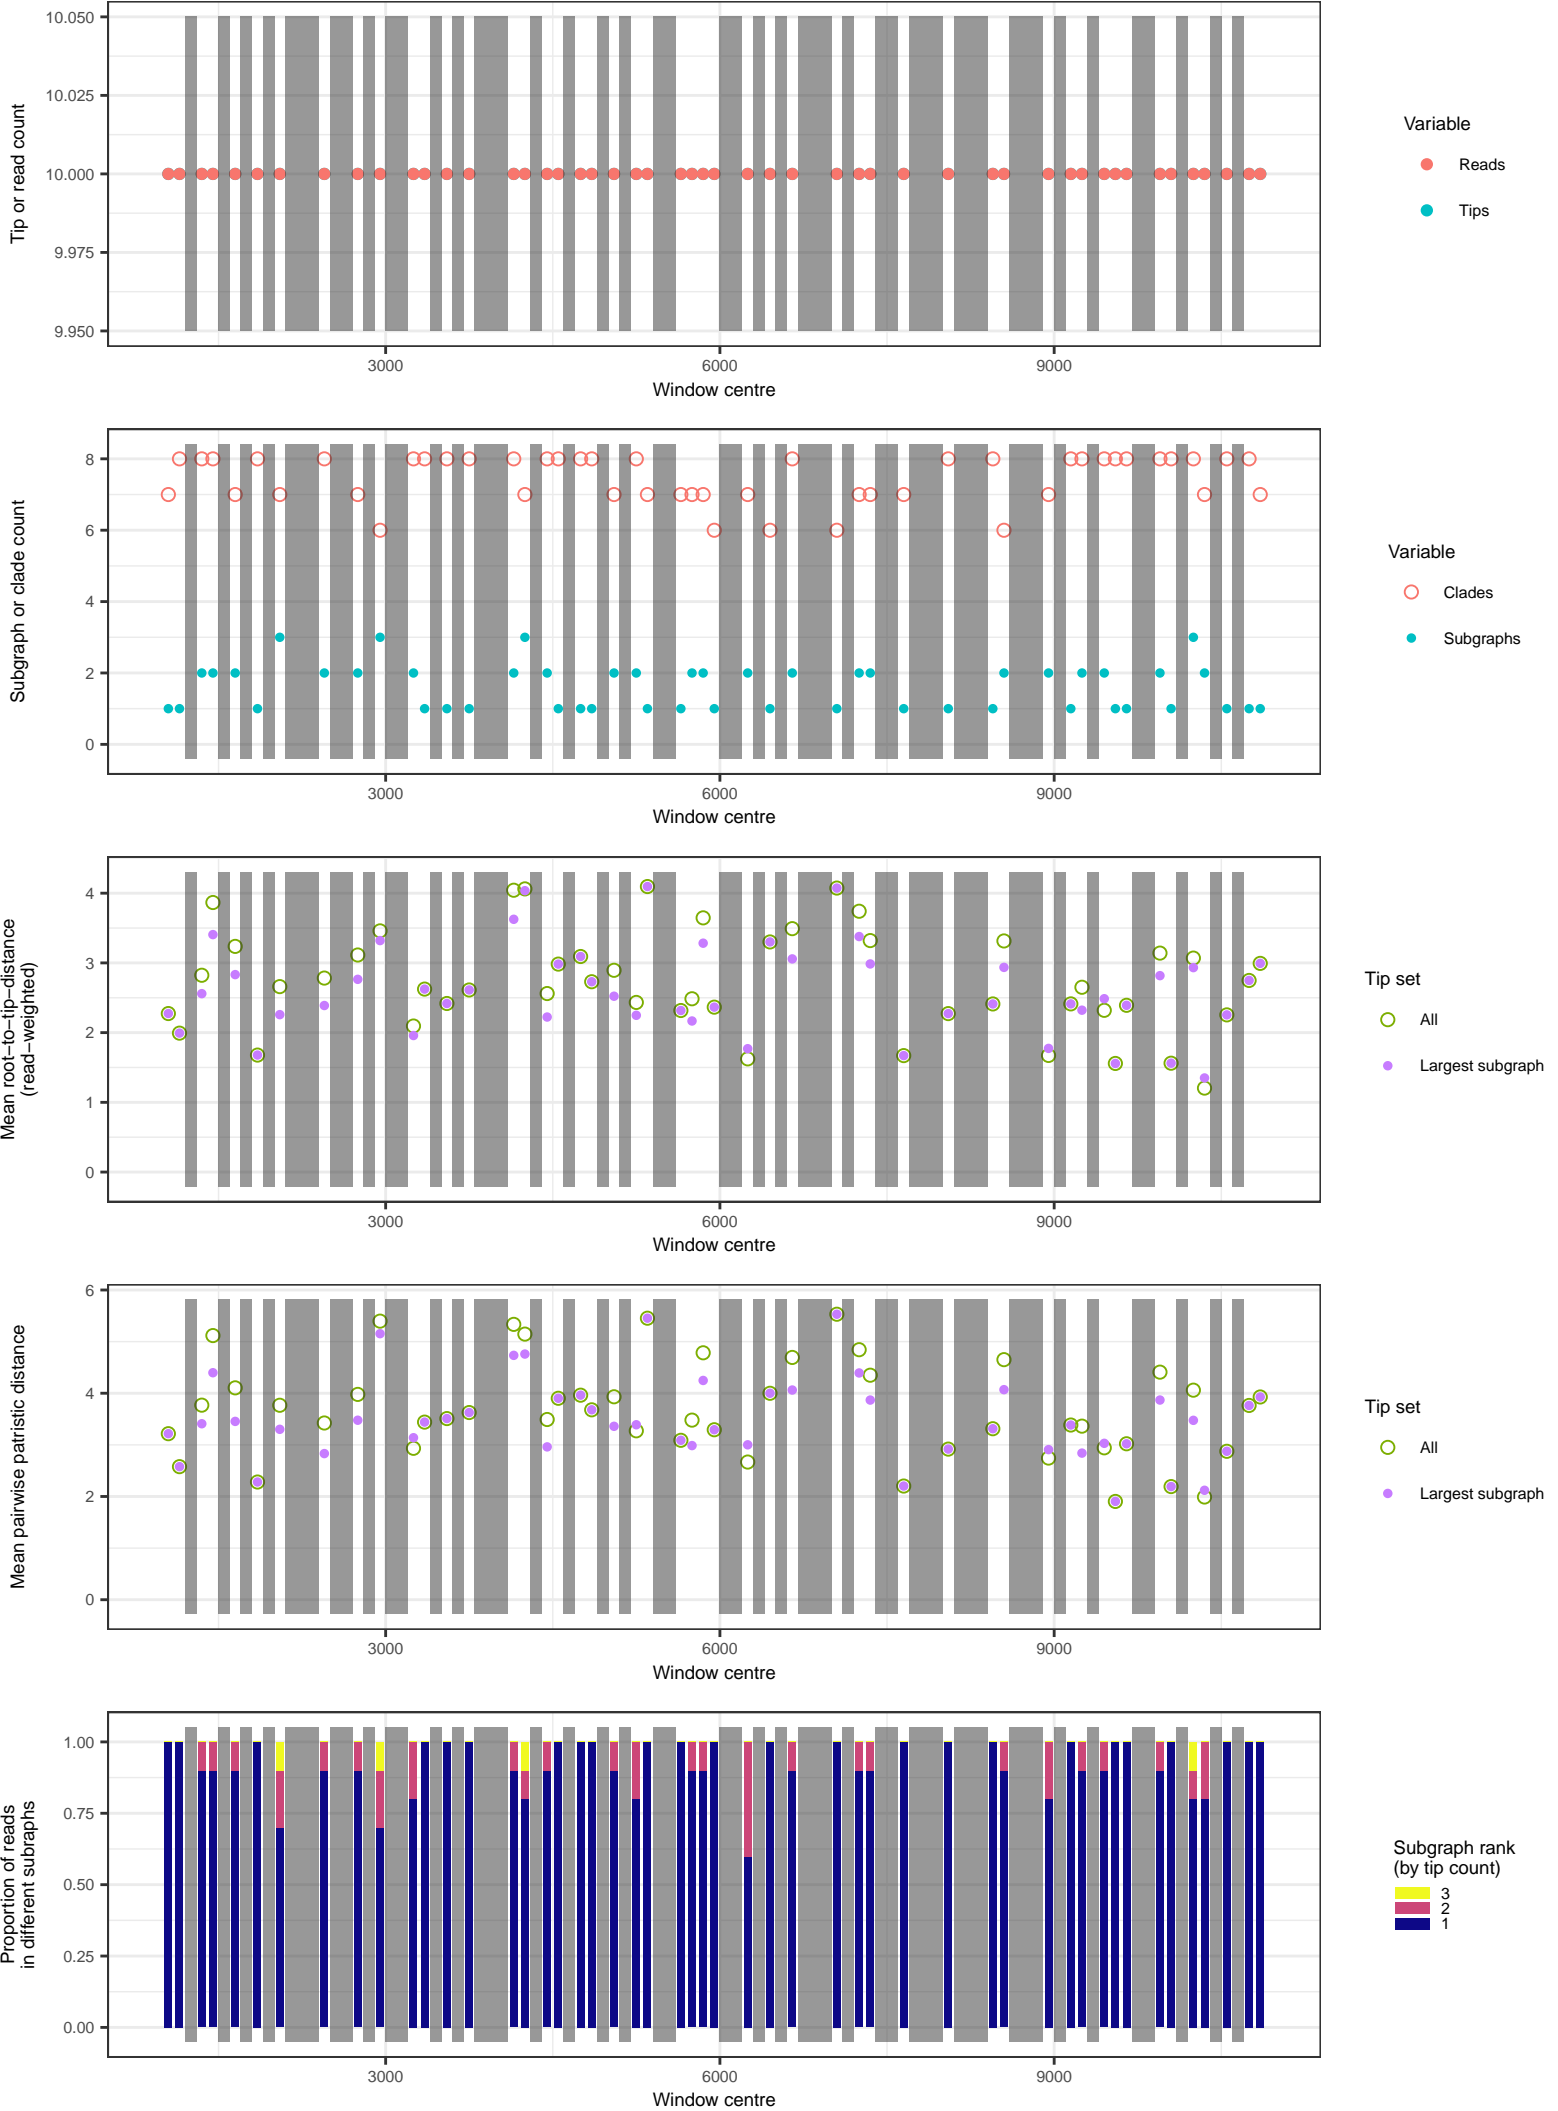 10.050
10.025
10.000
9.975
9.950
Tip or read count
3000
6000
9000
Window centre
Variable
Reads
Tips
8
6
4
2
0
Subgraph or clade count
3000
6000
9000
Window centre
Variable
Clades
Subgraphs
4
3
2
1
0
Mean root−to−tip−distance
(read−weighted)
3000
6000
9000
Window centre
Tip set
All
Largest subgraph
6
4
2
0
Mean pairwise patristic distance
3000
6000
9000
Window centre
Tip set
All
Largest subgraph
1.00
0.75
0.50
0.25
0.00
Proportion of reads
in different subraphs
3000
6000
9000
Window centre
Subgraph rank
(by tip count)
3
2
1